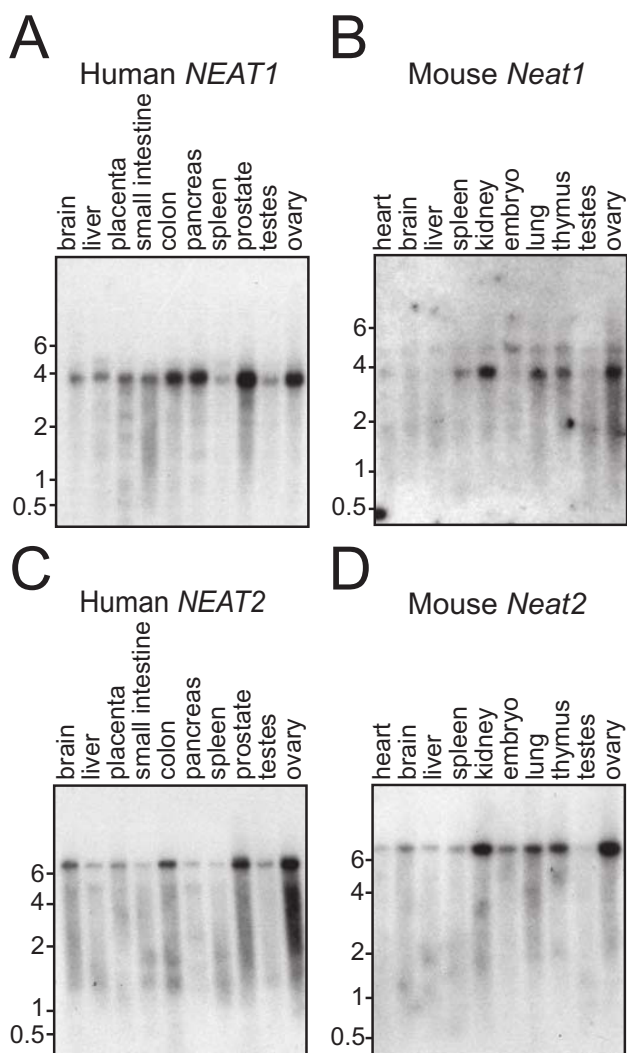 A
Human NEAT1
brain
liver
placenta
small intestine
colon
pancreas
spleen
prostate
testes
ovary
6
4
2
1
0.5
B
Mouse Neat1
heart
brain
liver
spleen
kidney
embryo
lung
thymus
testes
ovary
6
4
2
1
0.5
C
Human NEAT2
brain
liver
placenta
small intestine
colon
pancreas
spleen
prostate
testes
ovary
6
4
2
1
0.5
D
Mouse Neat2
heart
brain
liver
spleen
kidney
embryo
lung
thymus
testes
ovary
6
4
2
1
0.5